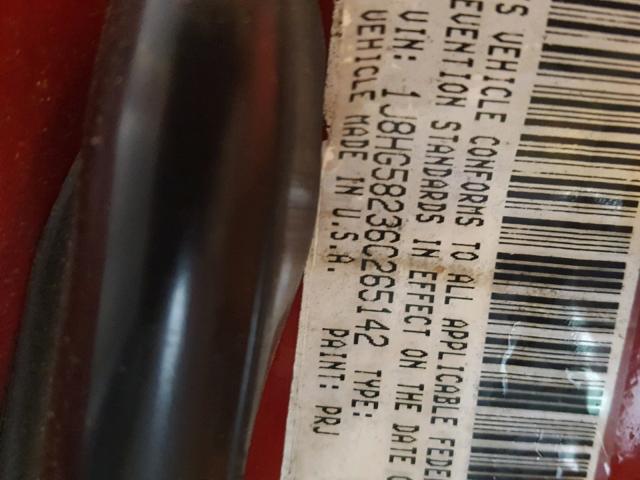 'S VEHICLE CONFORMS TO ALL APPLICABLE FEDE
EVENTION STANDARDS IN EFFECT ON THE DATE O
VIN: 1J8HG58236C265142 TYPE:
VEHICLE MADE IN U.S.A. PAINT: PRJ